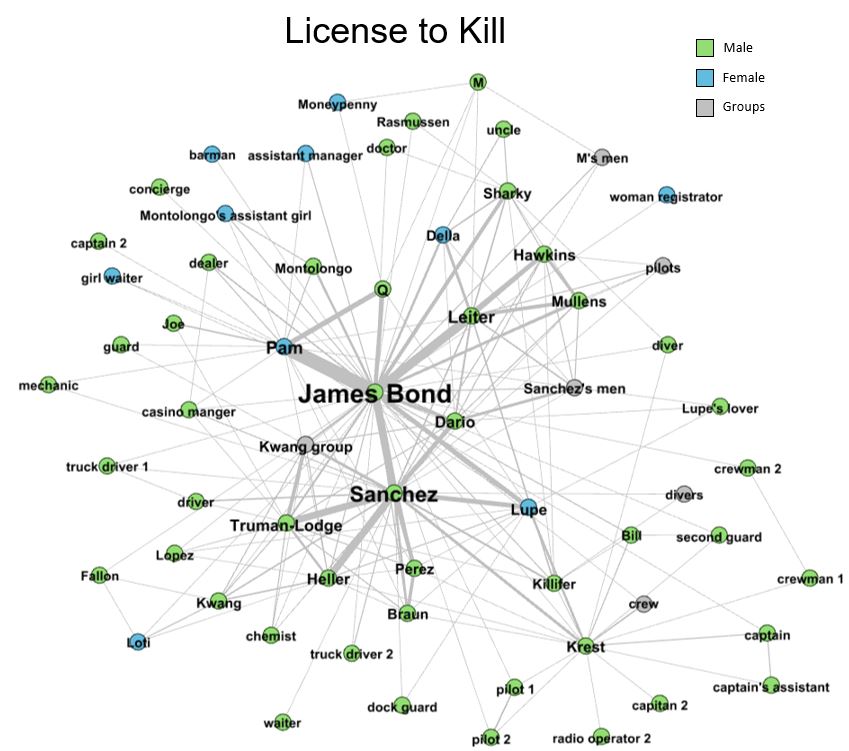 License to Kill
Male
Female
Groups
M
Moneypenny
Rasmussen
uncle
doctor
barman
assistant manager
M's men
concierge
Sharky
woman registrator
Montolongo's assistant girl
Della
captain 2
Hawkins
dealer
Montolongo
pilots
girl waiter
Q
Mullens
Leiter
Joe
guard
Pam
diver
mechanic
James Bond
Sanchez's men
casino manger
Dario
Lupe's lover
Kwang group
truck driver 1
crewman 2
Sanchez
divers
driver
Lupe
Truman-Lodge
Bill
second guard
Lopez
Fallon
Heller
Perez
Killifer
crewman 1
Kwang
Braun
crew
Loti
chemist
Krest
captain
truck driver 2
pilot 1
captain's assistant
waiter
dock guard
capitan 2
pilot 2
radio operator 2